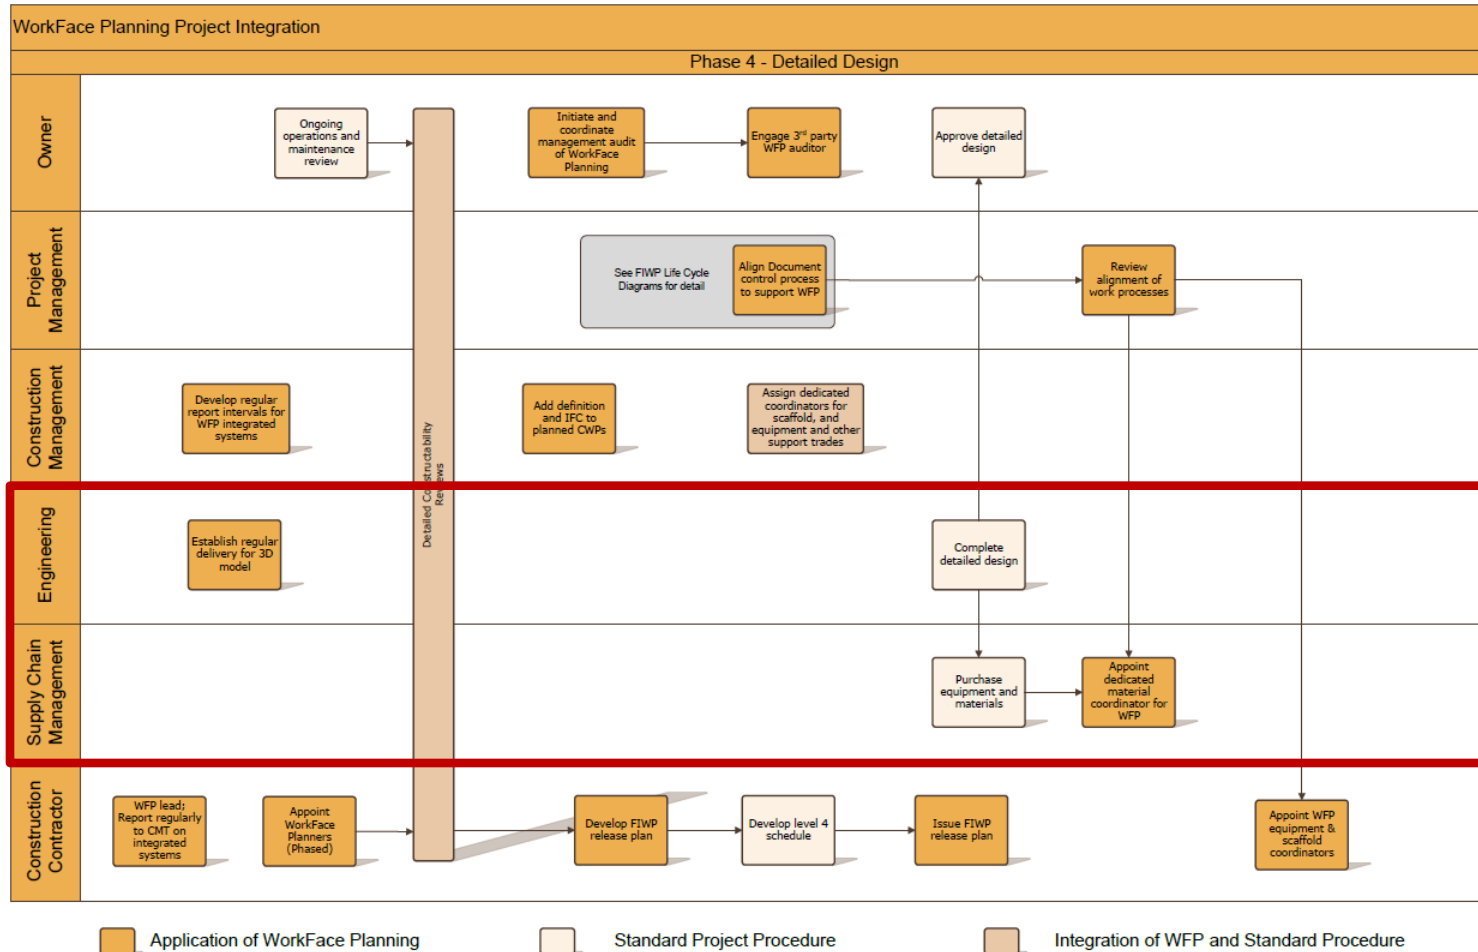 WorkFace Planning Project Integration
Phase 4 - Detailed Design
Owner
Ongoing
operations and
maintenance
review
Initiate and
coordinate
management audit
of WorkFace
Planning
Engage 3rd party
WFP auditor
Approve detailed
design
Project
Management
See FIWP Life Cycle
Diagrams for detail
Align Document
control process
to support WFP
Review
alignment of
work processes
Construction
Management
Develop regular
report intervals for
WFP integrated
systems
Add definition
and IFC to
planned CWPs
Assign dedicated
coordinators for
scaffold, and
equipment and other
support trades
Detailed Constructability
Reviews
Engineering
Establish regular
delivery for 3D
model
Complete
detailed design
Supply Chain
Management
Purchase
equipment and
materials
Appoint
dedicated
material
coordinator for
WFP
Construction
Contractor
WFP lead;
Report regularly
to CMT on
integrated
systems
Appoint
WorkFace
Planners
(Phased)
Develop FIWP
release plan
Develop level 4
schedule
Issue FIWP
release plan
Appoint WFP
equipment &
scaffold
coordinators
Application of WorkFace Planning
Standard Project Procedure
Integration of WFP and Standard Procedure